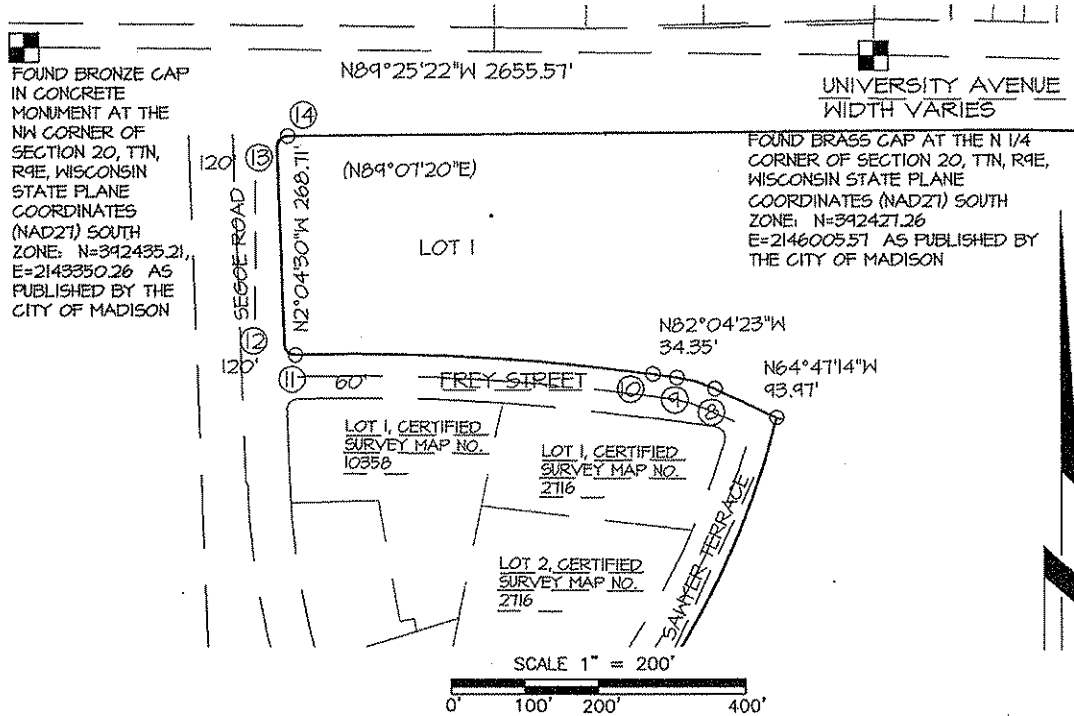 N89°25'22"W 2655.57'
FOUND BRONZE CAP
IN CONCRETE
MONUMENT AT THE
NW CORNER OF
SECTION 20, T7N,
R9E, WISCONSIN
STATE PLANE
COORDINATES
(NAD27) SOUTH
ZONE: N=392435.21,
E=2143350.26 AS
PUBLISHED BY THE
CITY OF MADISON
UNIVERSITY AVENUE
WIDTH VARIES
FOUND BRASS CAP AT THE N 1/4
CORNER OF SECTION 20, T7N, R9E,
WISCONSIN STATE PLANE
COORDINATES (NAD27) SOUTH
ZONE: N=392427.26
E=2146005.57 AS PUBLISHED BY
THE CITY OF MADISON
14
13
120'
(N89°07'20"E)
SEGOE ROAD
N2°04'30"W 268.71'
LOT 1
12
120'
11
60'
FREY STREET
N82°04'23"W
34.35'
N64°47'14"W
93.97'
10
9
8
LOT 1, CERTIFIED
SURVEY MAP NO.
10358
LOT 1, CERTIFIED
SURVEY MAP NO.
2716
LOT 2, CERTIFIED
SURVEY MAP NO.
2716
SAWYER TERRACE
SCALE 1" = 200'
0' 100' 200' 400'